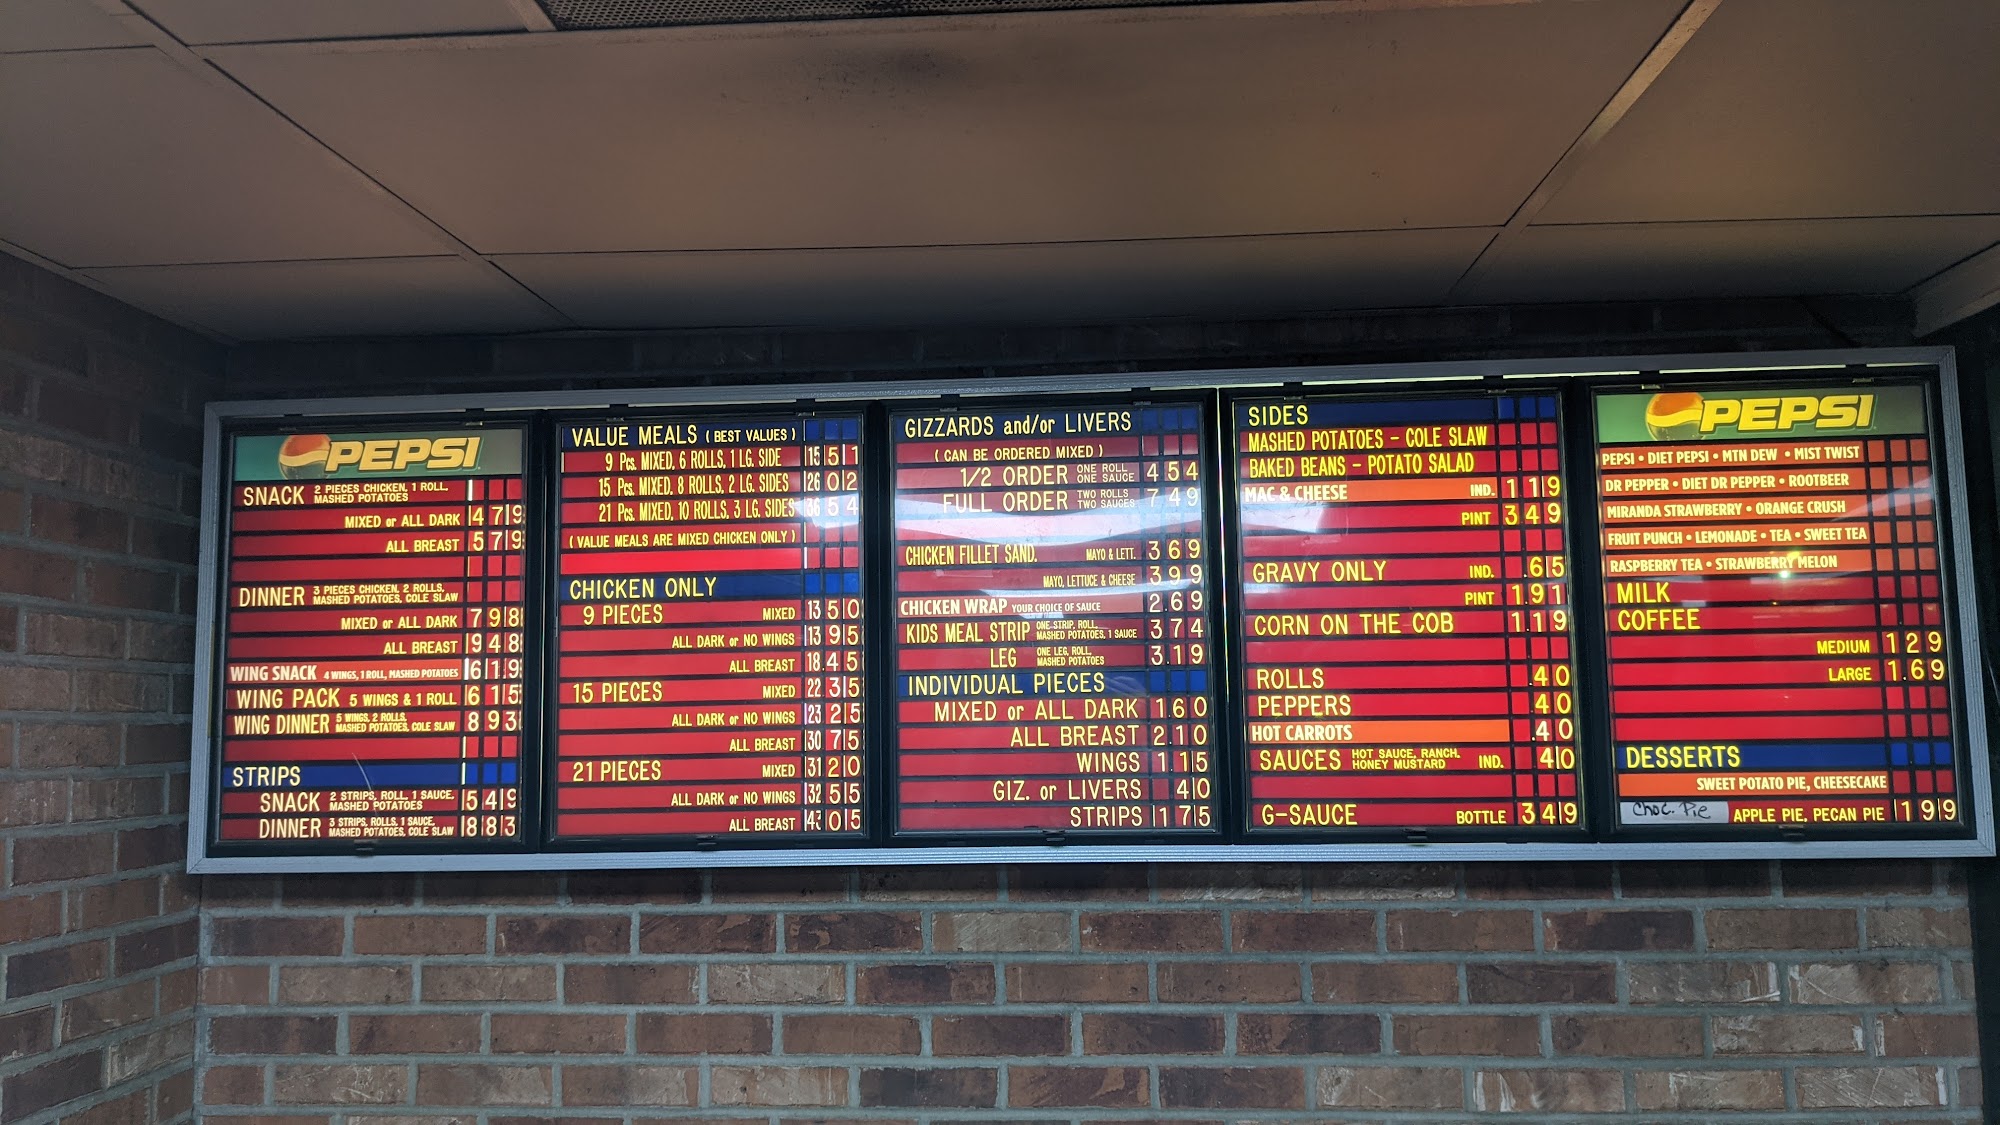 PEPSI
SNACK 2 PIECES CHICKEN, 1 ROLL, MASHED POTATOES
MIXED or ALL DARK 4 79
ALL BREAST 5 79
DINNER 3 PIECES CHICKEN, 2 ROLLS, MASHED POTATOES, COLE SLAW
MIXED or ALL DARK 7 98
ALL BREAST 9 48
WING SNACK 4 WINGS, 1 ROLL, MASHED POTATOES 6 19
WING PACK 5 WINGS & 1 ROLL 6 15
WING DINNER 5 WINGS, 2 ROLLS, MASHED POTATOES, COLE SLAW 8 93
STRIPS
SNACK 2 STRIPS, ROLL, 1 SAUCE, MASHED POTATOES 5 49
DINNER 3 STRIPS, ROLLS, 1 SAUCE, MASHED POTATOES, COLE SLAW 8 83
VALUE MEALS ( BEST VALUES )
9 Pcs. MIXED, 6 ROLLS, 1 LG. SIDE 15 51
15 Pcs. MIXED, 8 ROLLS, 2 LG. SIDES 26 02
21 Pcs. MIXED, 10 ROLLS, 3 LG. SIDES 36 54
( VALUE MEALS ARE MIXED CHICKEN ONLY )
CHICKEN ONLY
9 PIECES MIXED 13 50
ALL DARK or NO WINGS 13 95
ALL BREAST 18.45
15 PIECES MIXED 22 35
ALL DARK or NO WINGS 23 25
ALL BREAST 30 75
21 PIECES MIXED 31 20
ALL DARK or NO WINGS 32 55
ALL BREAST 43 05
GIZZARDS and/or LIVERS
( CAN BE ORDERED MIXED )
1/2 ORDER ONE ROLL ONE SAUCE 4 54
FULL ORDER TWO ROLLS TWO SAUCES 7 49
CHICKEN FILLET SAND. MAYO & LETT. 3 69
MAYO, LETTUCE & CHEESE 3 99
CHICKEN WRAP YOUR CHOICE OF SAUCE 2.69
KIDS MEAL STRIP ONE STRIP, ROLL, MASHED POTATOES, 1 SAUCE 3 74
LEG ONE LEG, ROLL, MASHED POTATOES 3.19
INDIVIDUAL PIECES
MIXED or ALL DARK 1 60
ALL BREAST 2.10
WINGS 1.15
GIZ. or LIVERS 40
STRIPS 1 75
SIDES
MASHED POTATOES - COLE SLAW
BAKED BEANS - POTATO SALAD
MAC & CHEESE IND. 1 19
PINT 3 49
GRAVY ONLY IND. .65
PINT 1.91
CORN ON THE COB 1.19
ROLLS .40
PEPPERS .40
HOT CARROTS .40
SAUCES HOT SAUCE, RANCH, HONEY MUSTARD IND. .40
G-SAUCE BOTTLE 3 49
PEPSI
PEPSI • DIET PEPSI • MTN DEW • MIST TWIST
DR PEPPER • DIET DR PEPPER • ROOTBEER
MIRANDA STRAWBERRY • ORANGE CRUSH
FRUIT PUNCH • LEMONADE • TEA • SWEET TEA
RASPBERRY TEA • STRAWBERRY MELON
MILK
COFFEE
MEDIUM 1 29
LARGE 1.69
DESSERTS
SWEET POTATO PIE, CHEESECAKE
Choc. Pie APPLE PIE, PECAN PIE 1 99